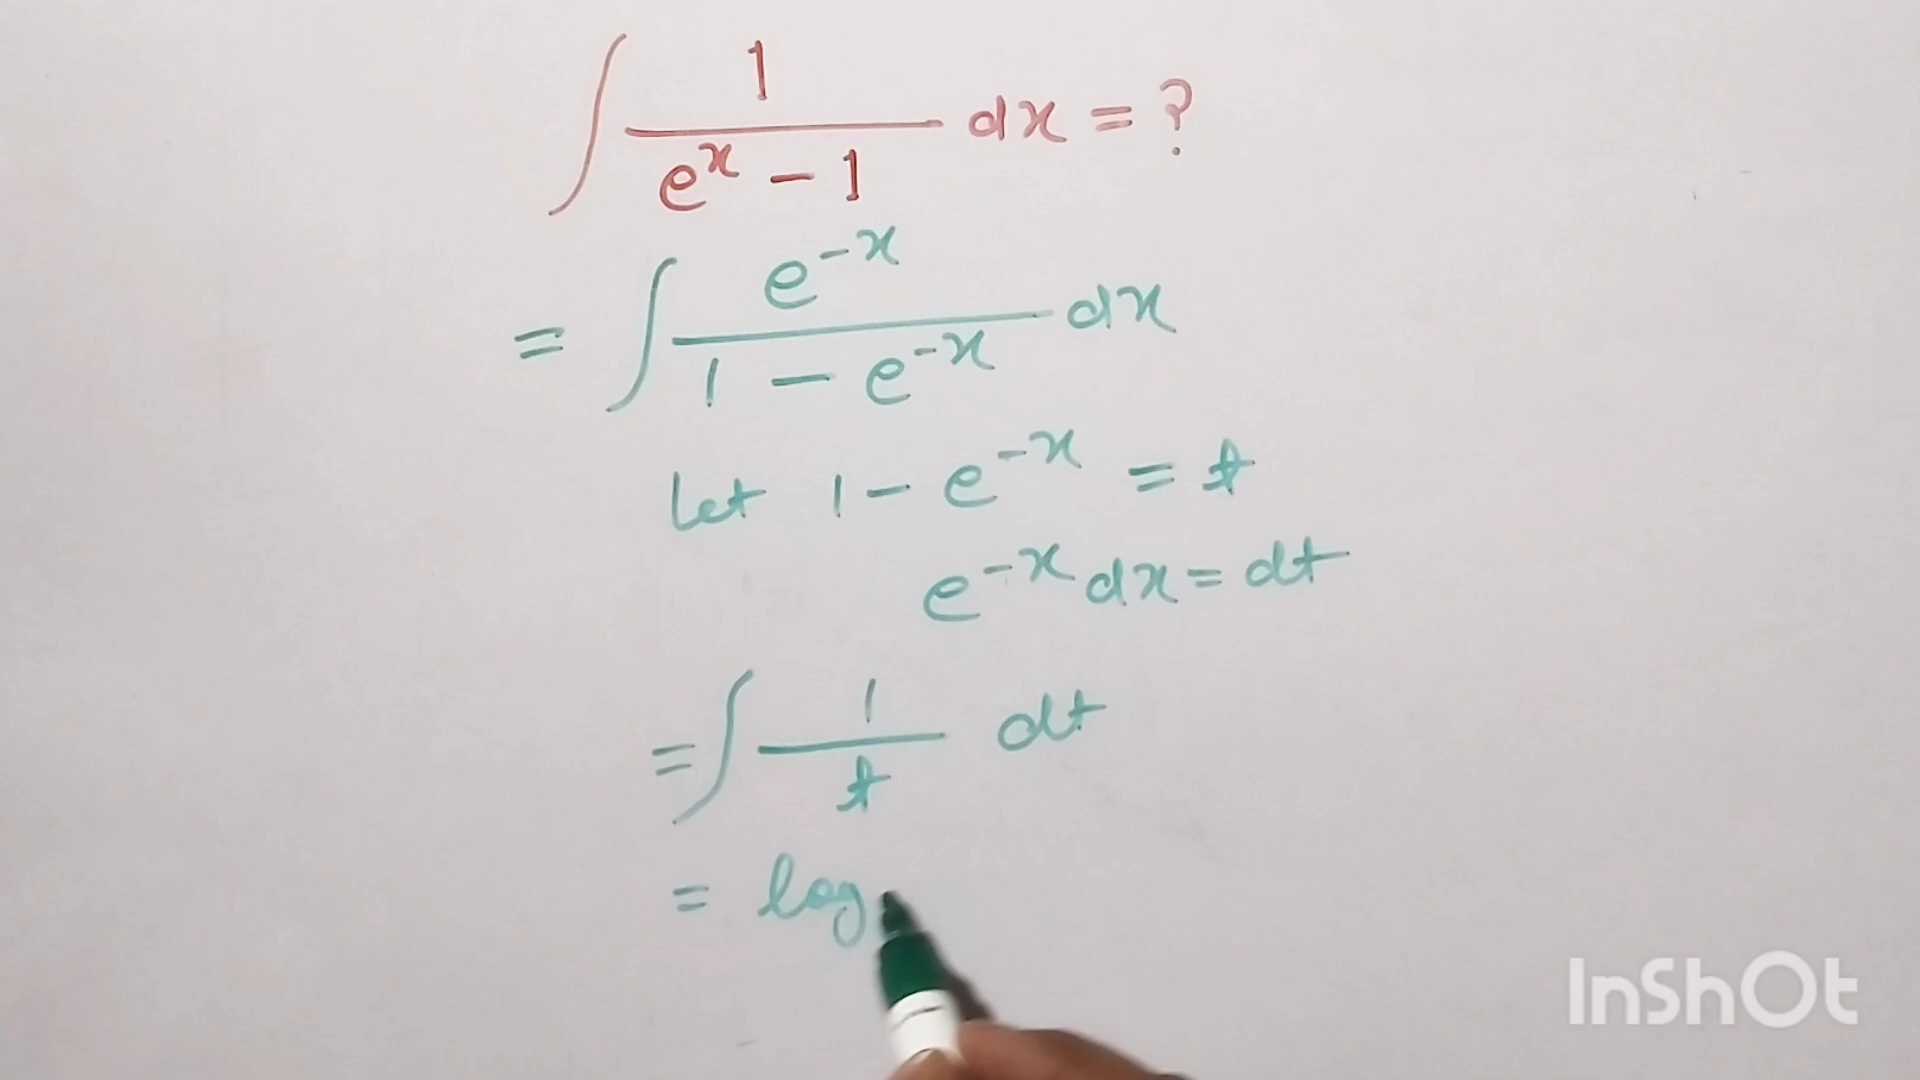 ∫ 1/(eˣ - 1) dx = ?
= ∫ e⁻ˣ/(1 - e⁻ˣ) dx
Let 1 - e⁻ˣ = t
e⁻ˣ dx = dt
= ∫ 1/t dt
= log
InShOt